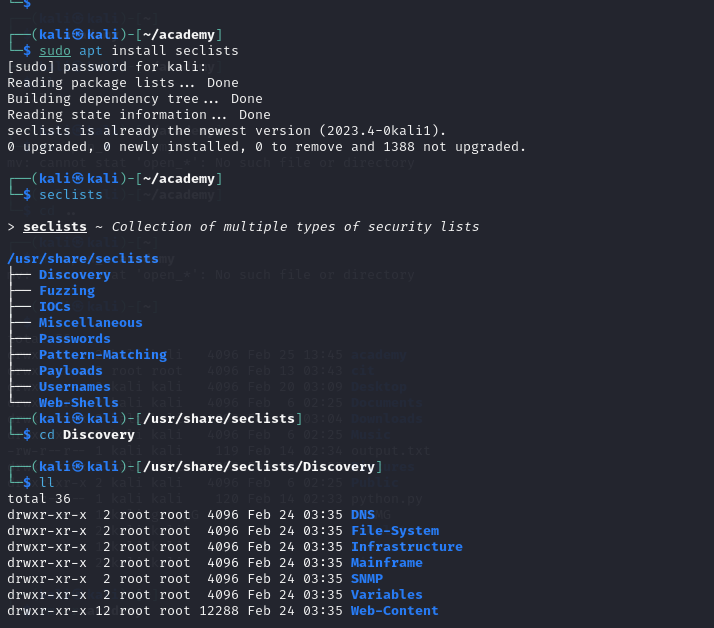 └─$
┌──(kali㉿kali)-[~/academy]
└─$ sudo apt install seclists
[sudo] password for kali:
Reading package lists... Done
Building dependency tree... Done
Reading state information... Done
seclists is already the newest version (2023.4-0kali1).
0 upgraded, 0 newly installed, 0 to remove and 1388 not upgraded.
┌──(kali㉿kali)-[~/academy]
└─$ seclists
> seclists ~ Collection of multiple types of security lists
/usr/share/seclists
├── Discovery
├── Fuzzing
├── IOCs
├── Miscellaneous
├── Passwords
├── Pattern-Matching
├── Payloads
├── Usernames
└── Web-Shells
┌──(kali㉿kali)-[/usr/share/seclists]
└─$ cd Discovery
┌──(kali㉿kali)-[/usr/share/seclists/Discovery]
└─$ ll
total 36
drwxr-xr-x 2 root root 4096 Feb 24 03:35 DNS
drwxr-xr-x 2 root root 4096 Feb 24 03:35 File-System
drwxr-xr-x 2 root root 4096 Feb 24 03:35 Infrastructure
drwxr-xr-x 2 root root 4096 Feb 24 03:35 Mainframe
drwxr-xr-x 2 root root 4096 Feb 24 03:35 SNMP
drwxr-xr-x 2 root root 4096 Feb 24 03:35 Variables
drwxr-xr-x 12 root root 12288 Feb 24 03:35 Web-Content